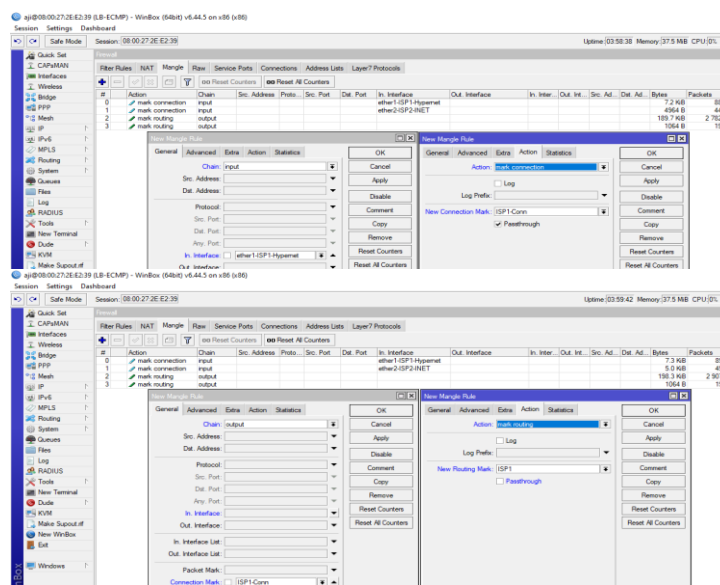 aji@08:00:27:2E:E2:39 (LB-ECMP) - WinBox (64bit) v6.44.5 on x86 (x86)
Session Settings Dashboard
Safe Mode Session: 08:00:27:2E:E2:39 Uptime: 03:58:38 Memory: 37.5 MiB CPU: 0%
Quick Set
CAPsMAN
Interfaces
Wireless
Bridge
PPP
Mesh
IP
IPv6
MPLS
Routing
System
Queues
Files
Log
RADIUS
Tools
New Terminal
Dude
KVM
Make Supout.rif
Firewall
Filter Rules NAT Mangle Raw Service Ports Connections Address Lists Layer7 Protocols
Reset Counters Reset All Counters
# Action Chain Src. Address Proto... Src. Port Dst. Port In. Interface Out. Interface In. Inter... Out. Int... Src. Ad... Dst. Ad... Bytes Packets
0 mark connection input ether1-ISP1-Hypernet 7.2 KiB
1 mark connection input ether2-ISP2-INET 4964 B
2 mark routing output 189.7 KiB 2 782
3 mark routing output 1064 B
New Mangle Rule
General Advanced Extra Action Statistics
Chain: input
Src. Address:
Dst. Address:
Protocol:
Src. Port:
Dst. Port:
Any. Port:
In. Interface: ether1-ISP1-Hypernet
Out. Interface:
OK
Cancel
Apply
Disable
Comment
Copy
Remove
Reset Counters
Reset All Counters
New Mangle Rule
General Advanced Extra Action Statistics
Action: mark connection
Log
Log Prefix:
New Connection Mark: ISP1-Conn
Passthrough
OK
Cancel
Apply
Disable
Comment
Copy
Remove
Reset Counters
Reset All Counters
aji@08:00:27:2E:E2:39 (LB-ECMP) - WinBox (64bit) v6.44.5 on x86 (x86)
Session Settings Dashboard
Safe Mode Session: 08:00:27:2E:E2:39 Uptime: 03:59:42 Memory: 37.5 MiB CPU: 0%
Quick Set
CAPsMAN
Interfaces
Wireless
Bridge
PPP
Mesh
IP
IPv6
MPLS
Routing
System
Queues
Files
Log
RADIUS
Tools
New Terminal
Dude
KVM
Make Supout.rif
New WinBox
Exit
Windows
Firewall
Filter Rules NAT Mangle Raw Service Ports Connections Address Lists Layer7 Protocols
Reset Counters Reset All Counters
# Action Chain Src. Address Proto... Src. Port Dst. Port In. Interface Out. Interface In. Inter... Out. Int... Src. Ad... Dst. Ad... Bytes Packets
0 mark connection input ether1-ISP1-Hypernet 7.3 KiB
1 mark connection input ether2-ISP2-INET 5.0 KiB
2 mark routing output 198.3 KiB 2 907
3 mark routing output 1064 B
New Mangle Rule
General Advanced Extra Action Statistics
Chain: output
Src. Address:
Dst. Address:
Protocol:
Src. Port:
Dst. Port:
Any. Port:
In. Interface:
Out. Interface:
In. Interface List:
Out. Interface List:
Packet Mark:
Connection Mark: ISP1-Conn
OK
Cancel
Apply
Disable
Comment
Copy
Remove
Reset Counters
Reset All Counters
New Mangle Rule
General Advanced Extra Action Statistics
Action: mark routing
Log
Log Prefix:
New Routing Mark: ISP1
Passthrough
OK
Cancel
Apply
Disable
Comment
Copy
Remove
Reset Counters
Reset All Counters